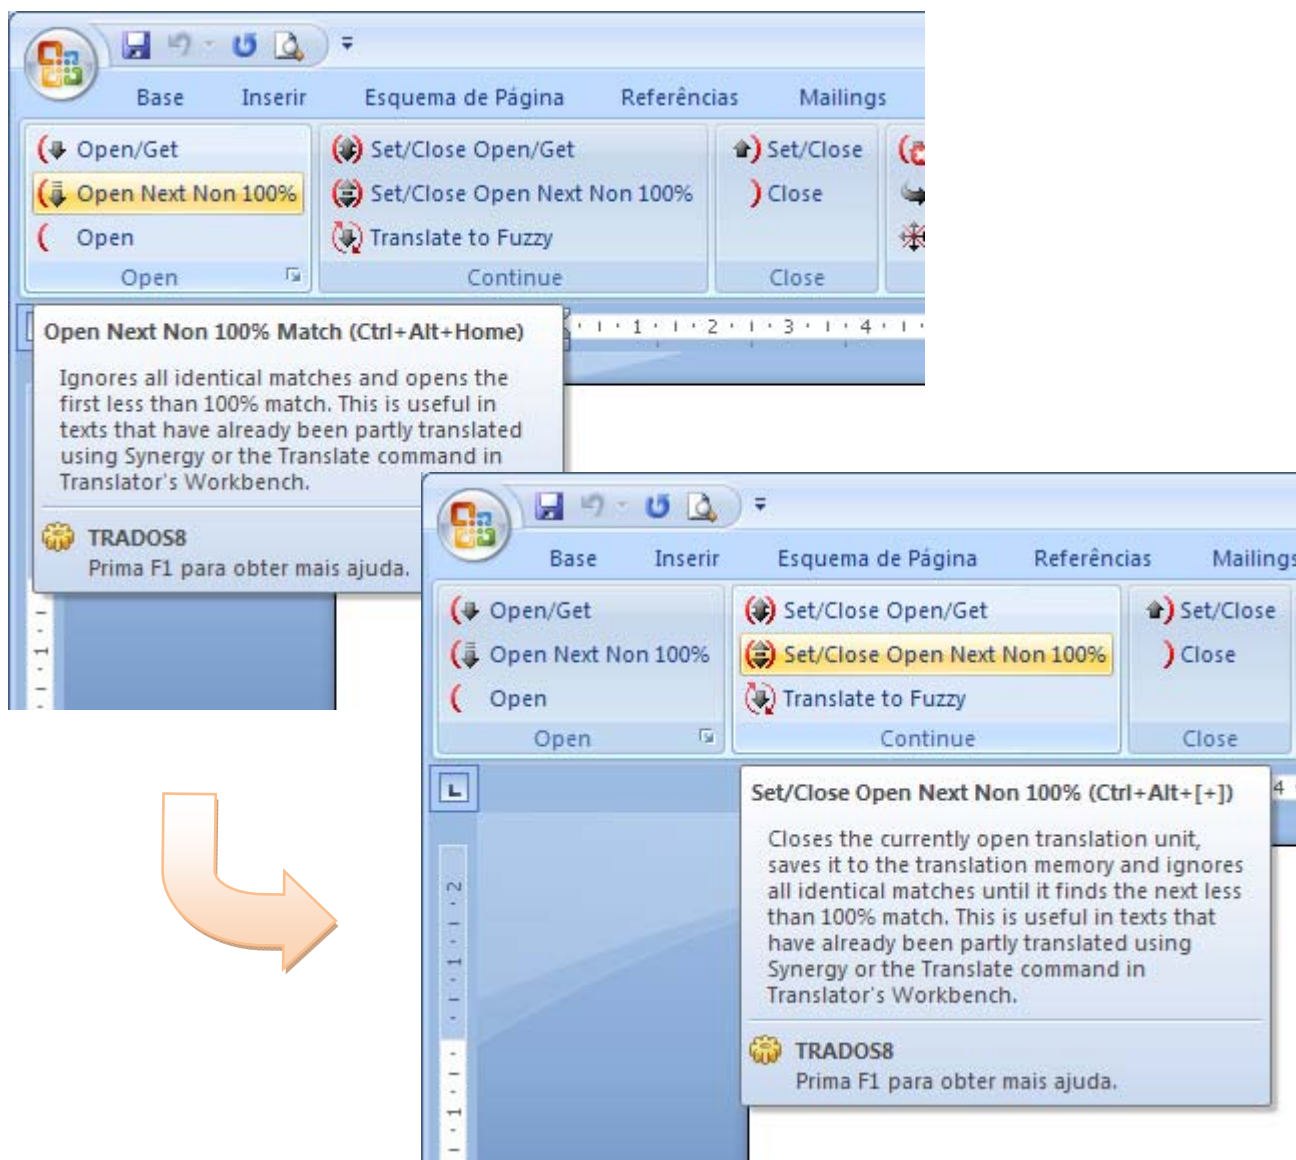 Base Inserir Esquema de Página Referências Mailings
Open/Get Set/Close Open/Get Set/Close
Open Next Non 100% Set/Close Open Next Non 100% Close
Open Translate to Fuzzy
Open Continue Close
1 2 3 4
Open Next Non 100% Match (Ctrl+Alt+Home)
Ignores all identical matches and opens the
first less than 100% match. This is useful in
texts that have already been partly translated
using Synergy or the Translate command in
Translator's Workbench.
TRADOS8
Prima F1 para obter mais ajuda.
1
Base Inserir Esquema de Página Referências Mailings
Open/Get Set/Close Open/Get Set/Close
Open Next Non 100% Set/Close Open Next Non 100% Close
Open Translate to Fuzzy
Open Continue Close
L
4
Set/Close Open Next Non 100% (Ctrl+Alt+[+])
Closes the currently open translation unit,
saves it to the translation memory and ignores
all identical matches until it finds the next less
than 100% match. This is useful in texts that
have already been partly translated using
Synergy or the Translate command in
Translator's Workbench.
TRADOS8
Prima F1 para obter mais ajuda.
2
1
1